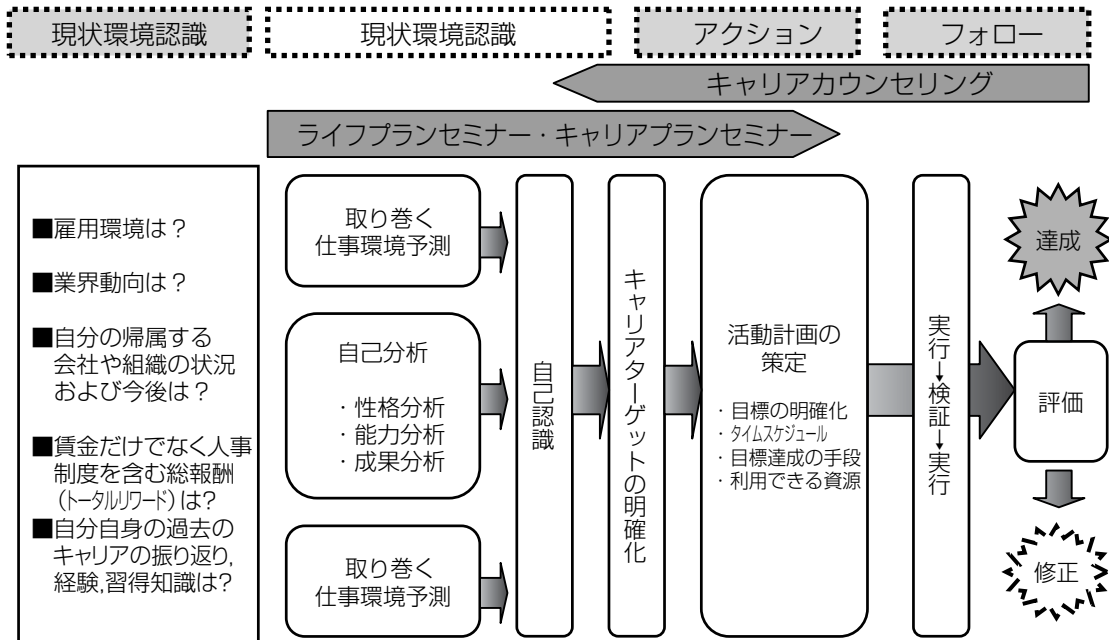 現状環境認識
現状環境認識
アクション
フォロー
キャリアカウンセリング
ライフプランセミナー・キャリアプランセミナー
■雇用環境は？
■業界動向は？
■自分の帰属する
会社や組織の状況
および今後は？
■賃金だけでなく人事
制度を含む総報酬
（トータルリワード）は？
■自分自身の過去の
キャリアの振り返り,
経験,習得知識は？
取り巻く
仕事環境予測
自己分析
・性格分析
・能力分析
・成果分析
取り巻く
仕事環境予測
自己認識
キャリアターゲットの明確化
活動計画の
策定
・目標の明確化
・タイムスケジュール
・目標達成の手段
・利用できる資源
実行→検証→実行
達成
評価
修正